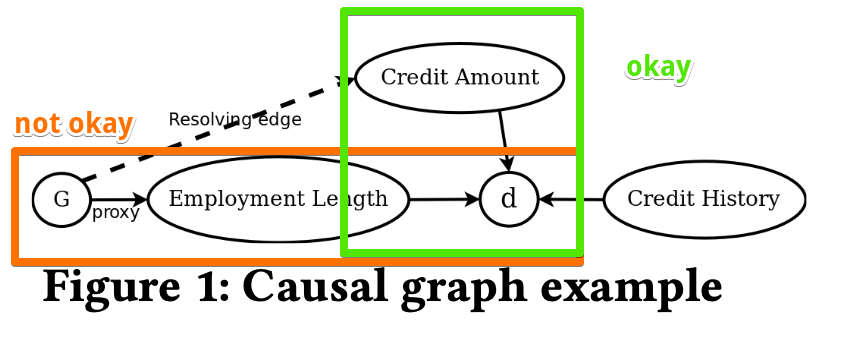 okay
Credit Amount
Resolving edge
not okay
G
proxy
Employment Length
d
Credit History
Figure 1: Causal graph example